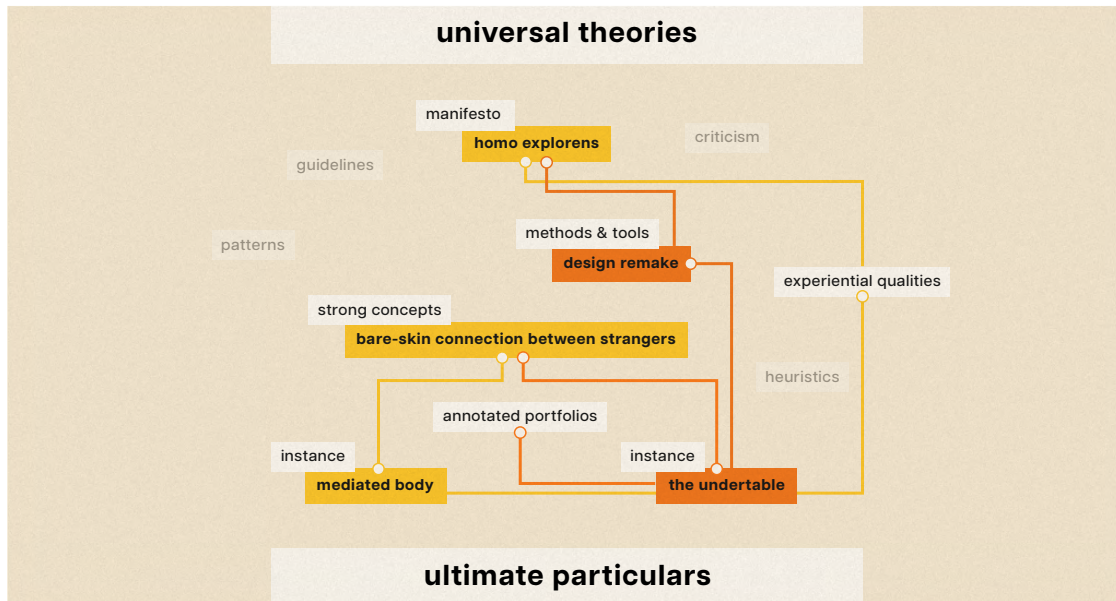 universal theories
manifesto
homo explorens
criticism
guidelines
methods & tools
patterns
design remake
experiential qualities
strong concepts
bare-skin connection between strangers
heuristics
annotated portfolios
instance
instance
mediated body
the undertable
ultimate particulars